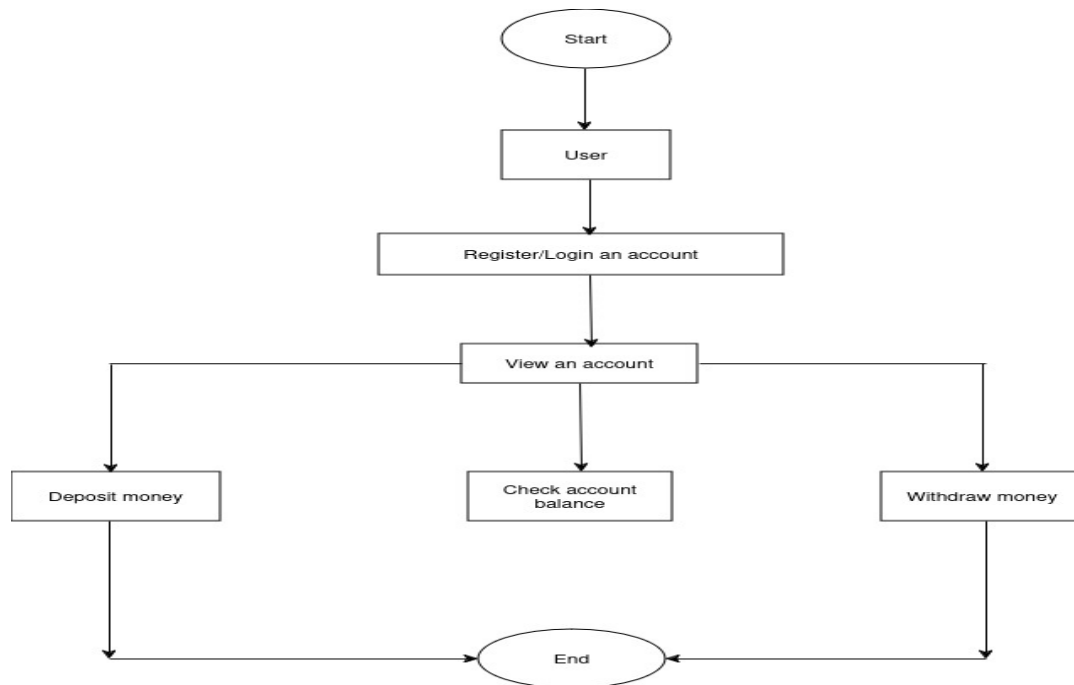 Start
User
Register/Login an account
View an account
Deposit money
Check account
balance
Withdraw money
End